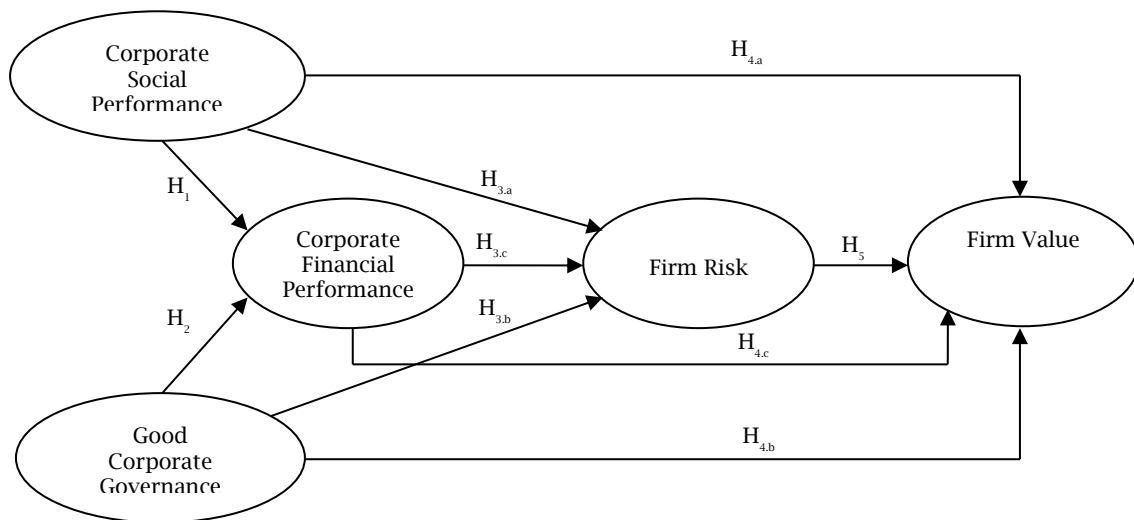 Corporate
Social
Performance
H4.a
H1
H3.a
Corporate
Financial
Performance
H3.c
Firm Risk
H5
Firm Value
H2
H3.b
H4.c
Good
Corporate
Governance
H4.b